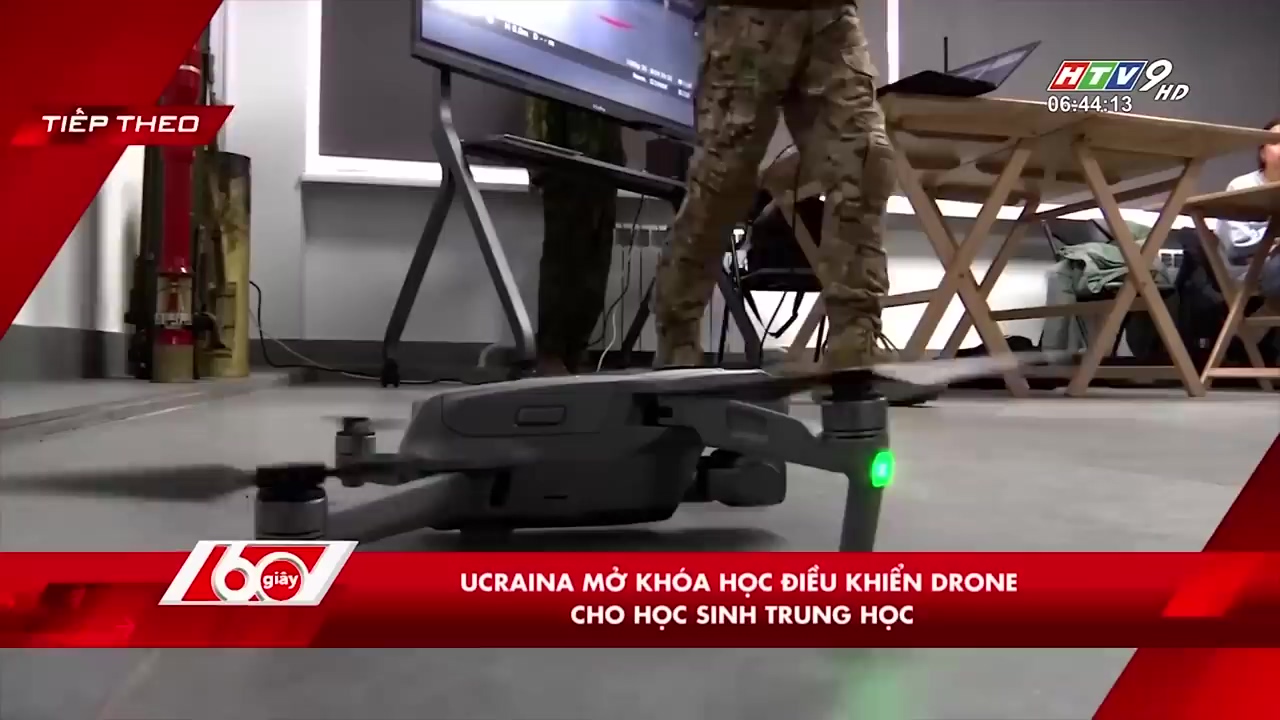 HTV9 HD
06:44:13
TIẾP THEO
60 giây
UCRAINA MỞ KHÓA HỌC ĐIỀU KHIỂN DRONE
CHO HỌC SINH TRUNG HỌC